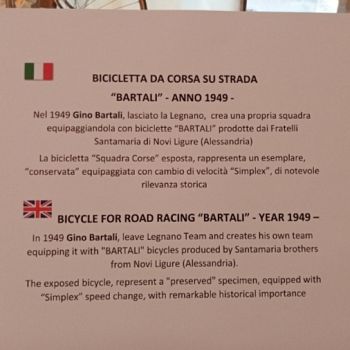 BICICLETTA DA CORSA SU STRADA
“BARTALI” - ANNO 1949 -
Nel 1949 Gino Bartali, lasciato la Legnano, crea una propria squadra
equipaggiandola con biciclette “BARTALI” prodotte dai Fratelli
Santamaria di Novi Ligure (Alessandria)
La bicicletta “Squadra Corse” esposta, rappresenta un esemplare,
“conservata” equipaggiata con cambio di velocità “Simplex”, di notevole
rilevanza storica
BICYCLE FOR ROAD RACING “BARTALI” - YEAR 1949 –
In 1949 Gino Bartali, leave Legnano Team and creates his own team
equipping it with "BARTALI" bicycles produced by Santamaria brothers
from Novi Ligure (Alessandria).
The exposed bicycle, represent a "preserved" specimen, equipped with
“Simplex” speed change, with remarkable historical importance